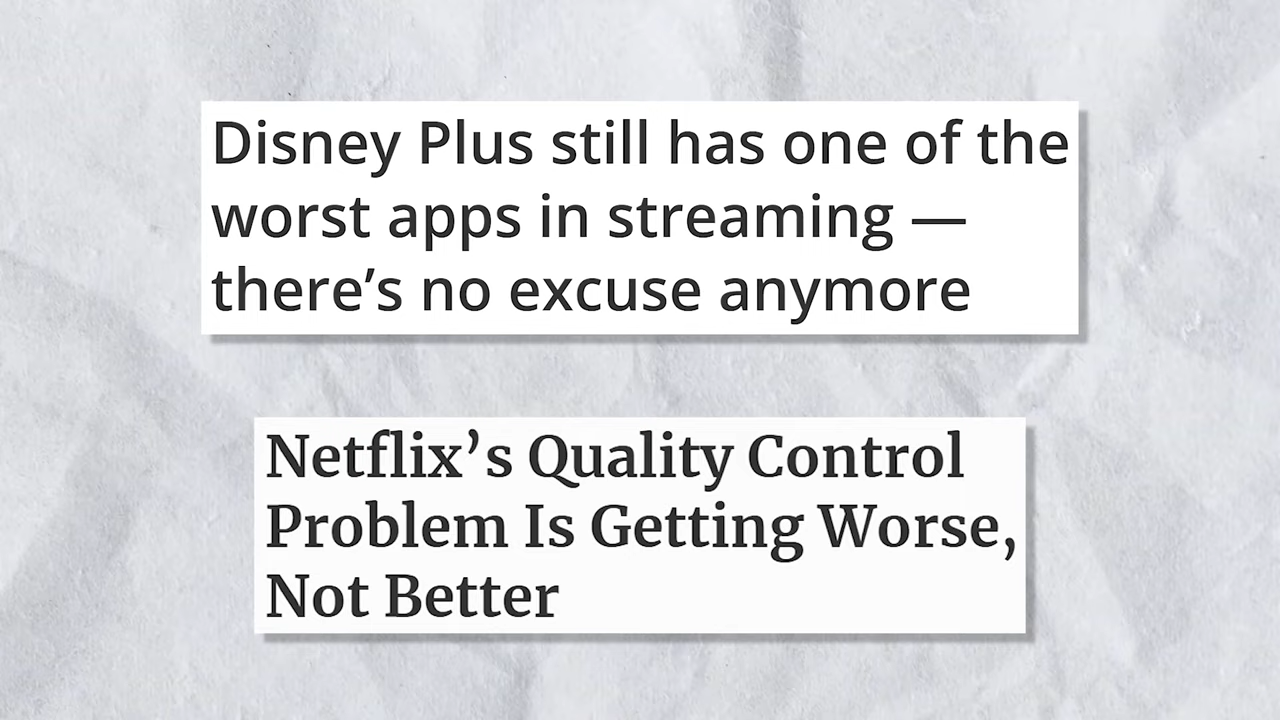 Disney Plus still has one of the
worst apps in streaming —
there’s no excuse anymore
Netflix’s Quality Control
Problem Is Getting Worse,
Not Better